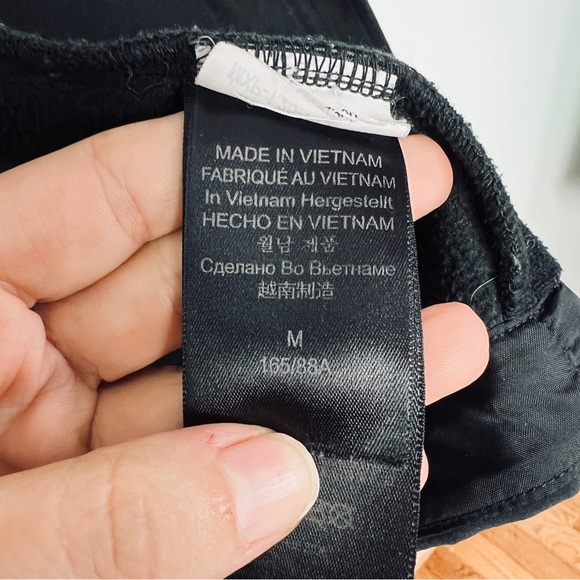 MADE IN VIETNAM
FABRIQUÉ AU VIETNAM
In Vietnam Hergestellt
HECHO EN VIETNAM
월남 제품
Сделано Во Вьетнаме
越南制造
M
165/88A